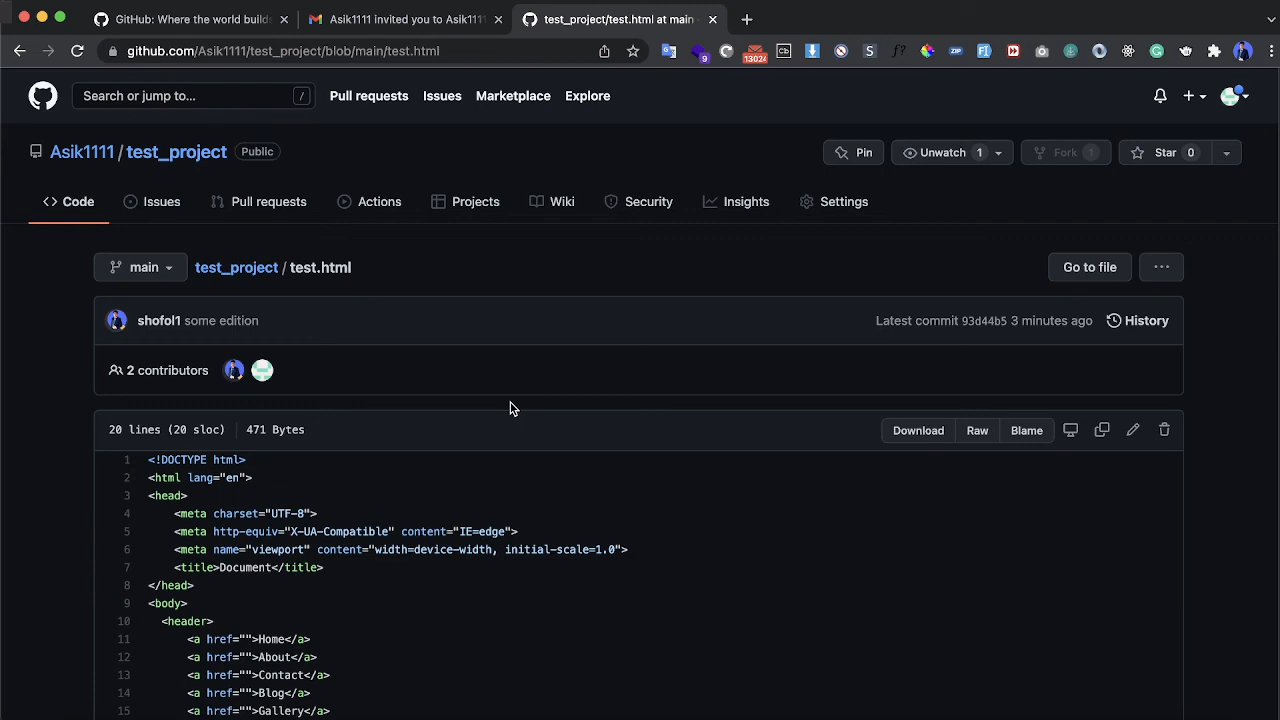 GitHub: Where the world build
Asik1111 invited you to Asik1111
test_project/test.html at main
github.com/Asik1111/test_project/blob/main/test.html
9
13024
Search or jump to... /
Pull requests
Issues
Marketplace
Explore
Asik1111 / test_project Public
Pin
Unwatch 1
Fork 1
Star 0
Code
Issues
Pull requests
Actions
Projects
Wiki
Security
Insights
Settings
main
test_project / test.html
Go to file
...
shofol1 some edition
Latest commit 93d44b5 3 minutes ago
History
2 contributors
20 lines (20 sloc)
471 Bytes
Download
Raw
Blame
1 <!DOCTYPE html>
2 <html lang="en">
3 <head>
4 <meta charset="UTF-8">
5 <meta http-equiv="X-UA-Compatible" content="IE=edge">
6 <meta name="viewport" content="width=device-width, initial-scale=1.0">
7 <title>Document</title>
8 </head>
9 <body>
10 <header>
11 <a href="">Home</a>
12 <a href="">About</a>
13 <a href="">Contact</a>
14 <a href="">Blog</a>
15 <a href="">Gallery</a>